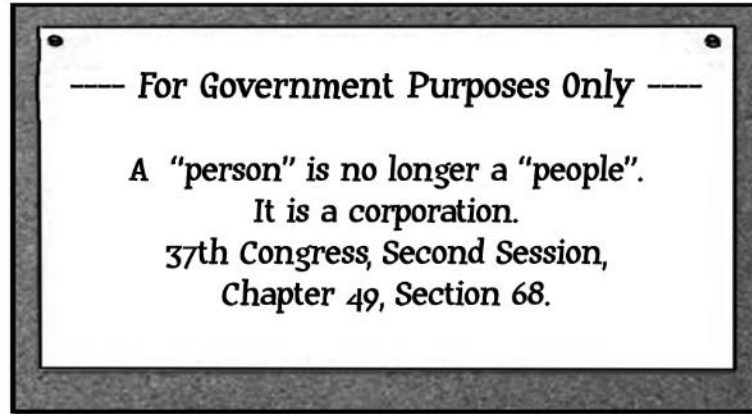 ---- For Government Purposes Only ----
A “person” is no longer a “people”.
It is a corporation.
37th Congress, Second Session,
Chapter 49, Section 68.